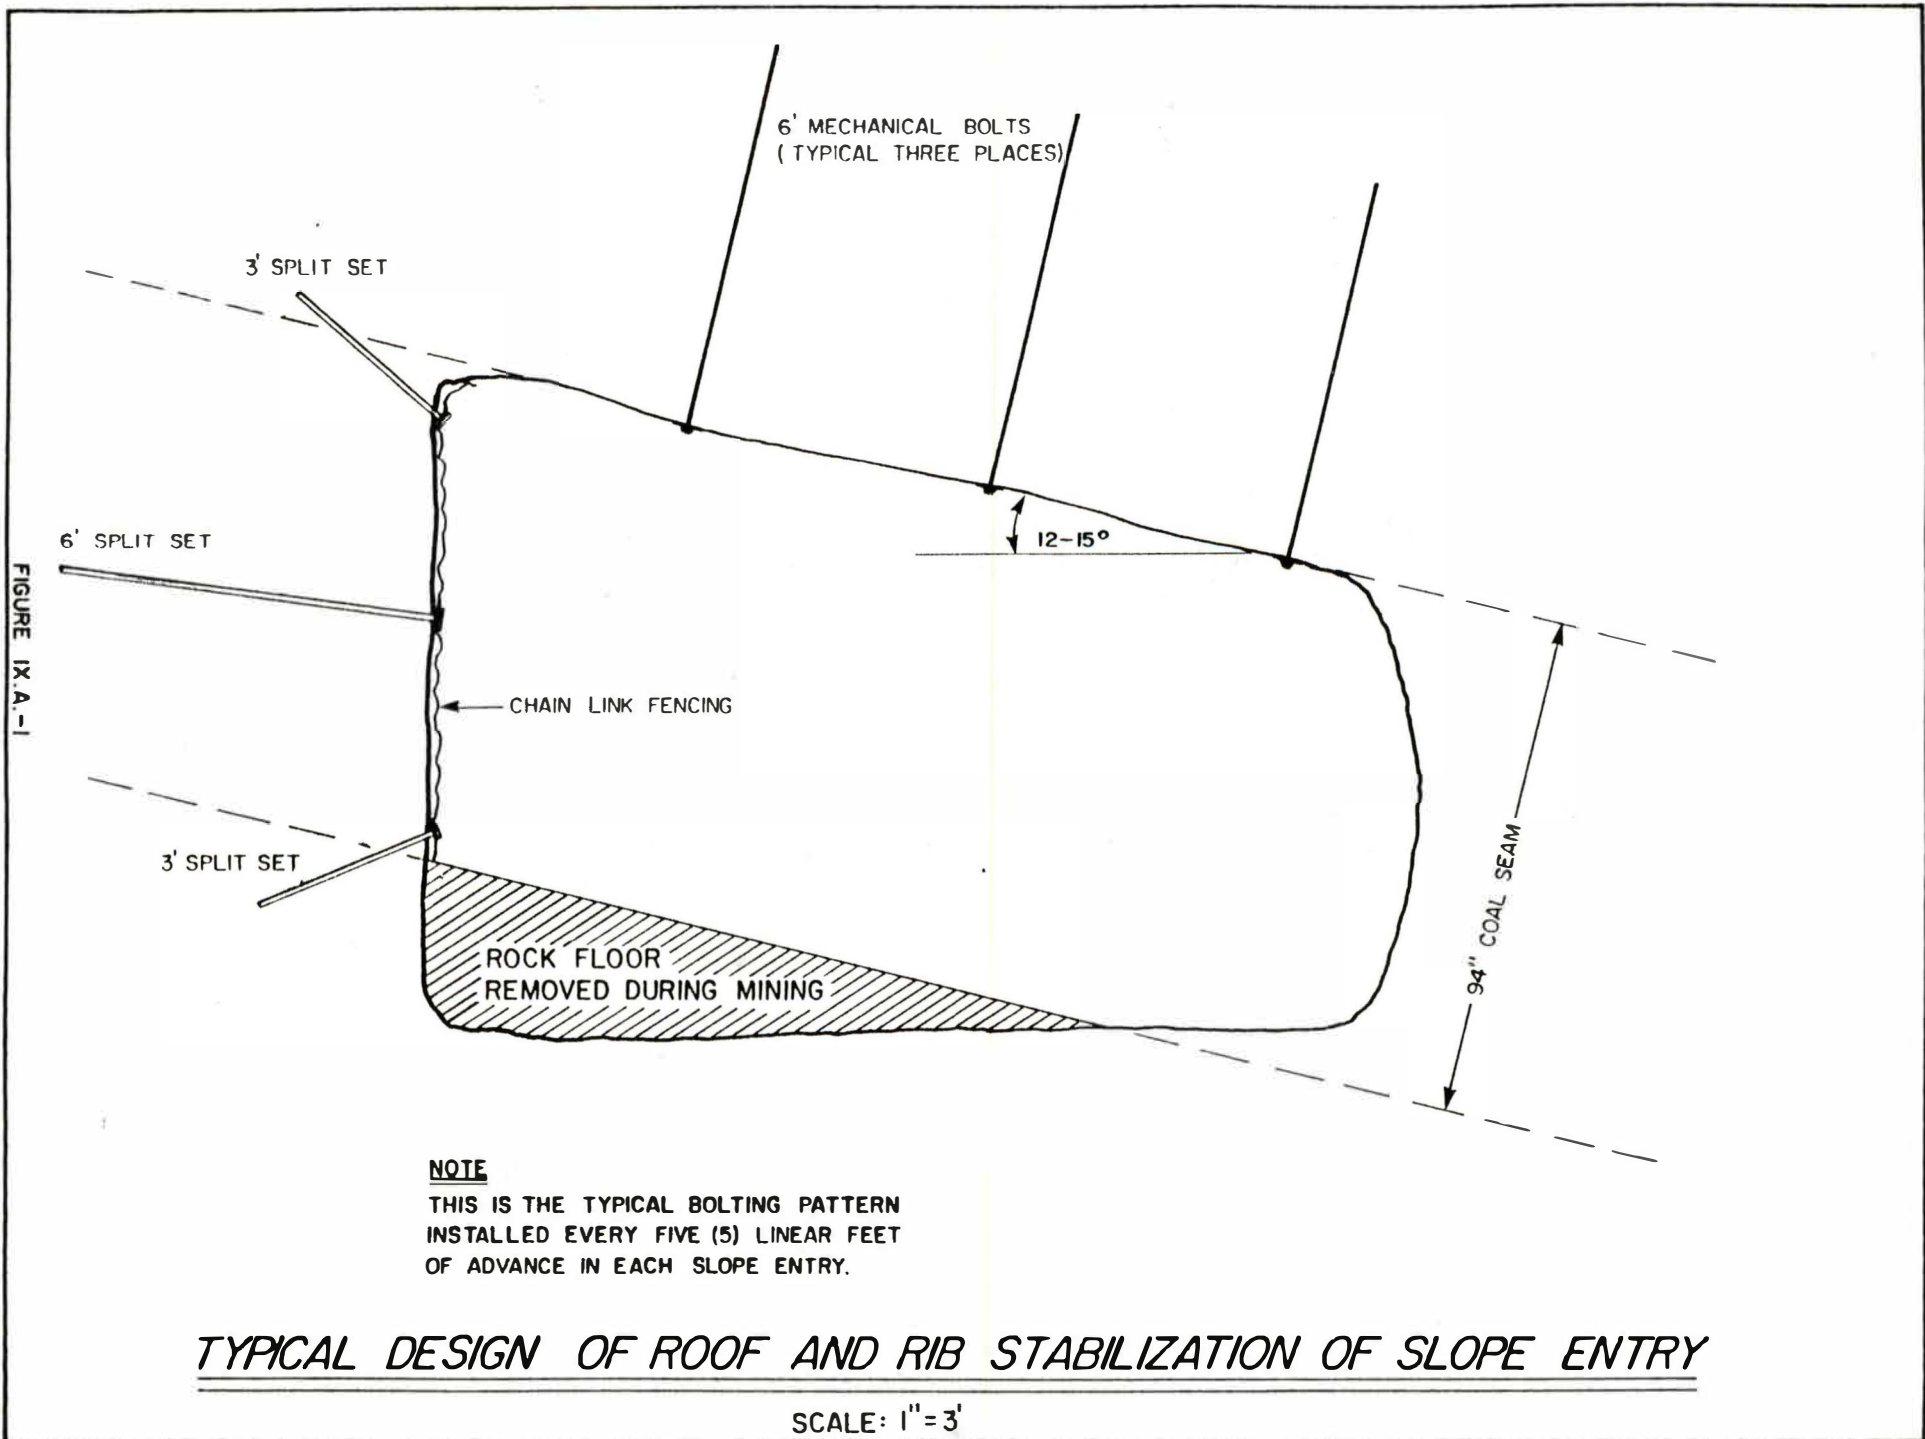 6' MECHANICAL BOLTS
(TYPICAL THREE PLACES)
3' SPLIT SET
6' SPLIT SET
12-15°
FIGURE IX.A.-1
CHAIN LINK FENCING
3' SPLIT SET
94" COAL SEAM
ROCK FLOOR
REMOVED DURING MINING
NOTE
THIS IS THE TYPICAL BOLTING PATTERN
INSTALLED EVERY FIVE (5) LINEAR FEET
OF ADVANCE IN EACH SLOPE ENTRY.
TYPICAL DESIGN OF ROOF AND RIB STABILIZATION OF SLOPE ENTRY
SCALE: 1"=3'